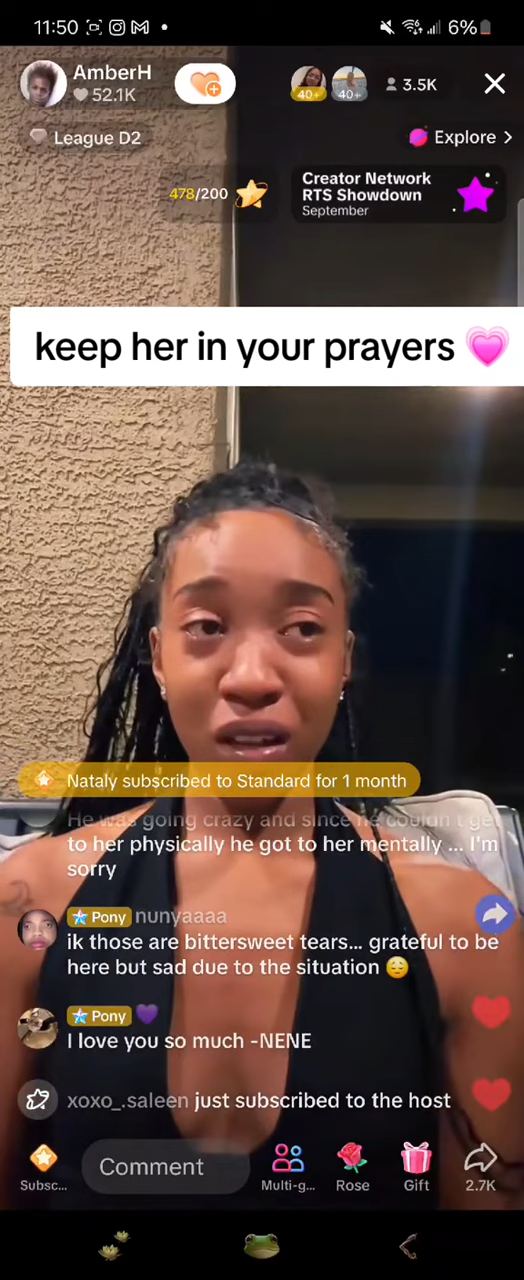 11:50
6%
AmberH
52.1K
40+
40+
3.5K
League D2
Explore >
478/200
Creator Network
RTS Showdown
September
keep her in your prayers
Nataly subscribed to Standard for 1 month
He was going crazy and since he couldn't get
to her physically he got to her mentally ... I'm
sorry
Pony nunyaaaa
ik those are bittersweet tears... grateful to be
here but sad due to the situation 😌
Pony 💜
I love you so much -NENE
xoxo_.saleen just subscribed to the host
Comment
Subsc...
Multi-g...
Rose
Gift
2.7K